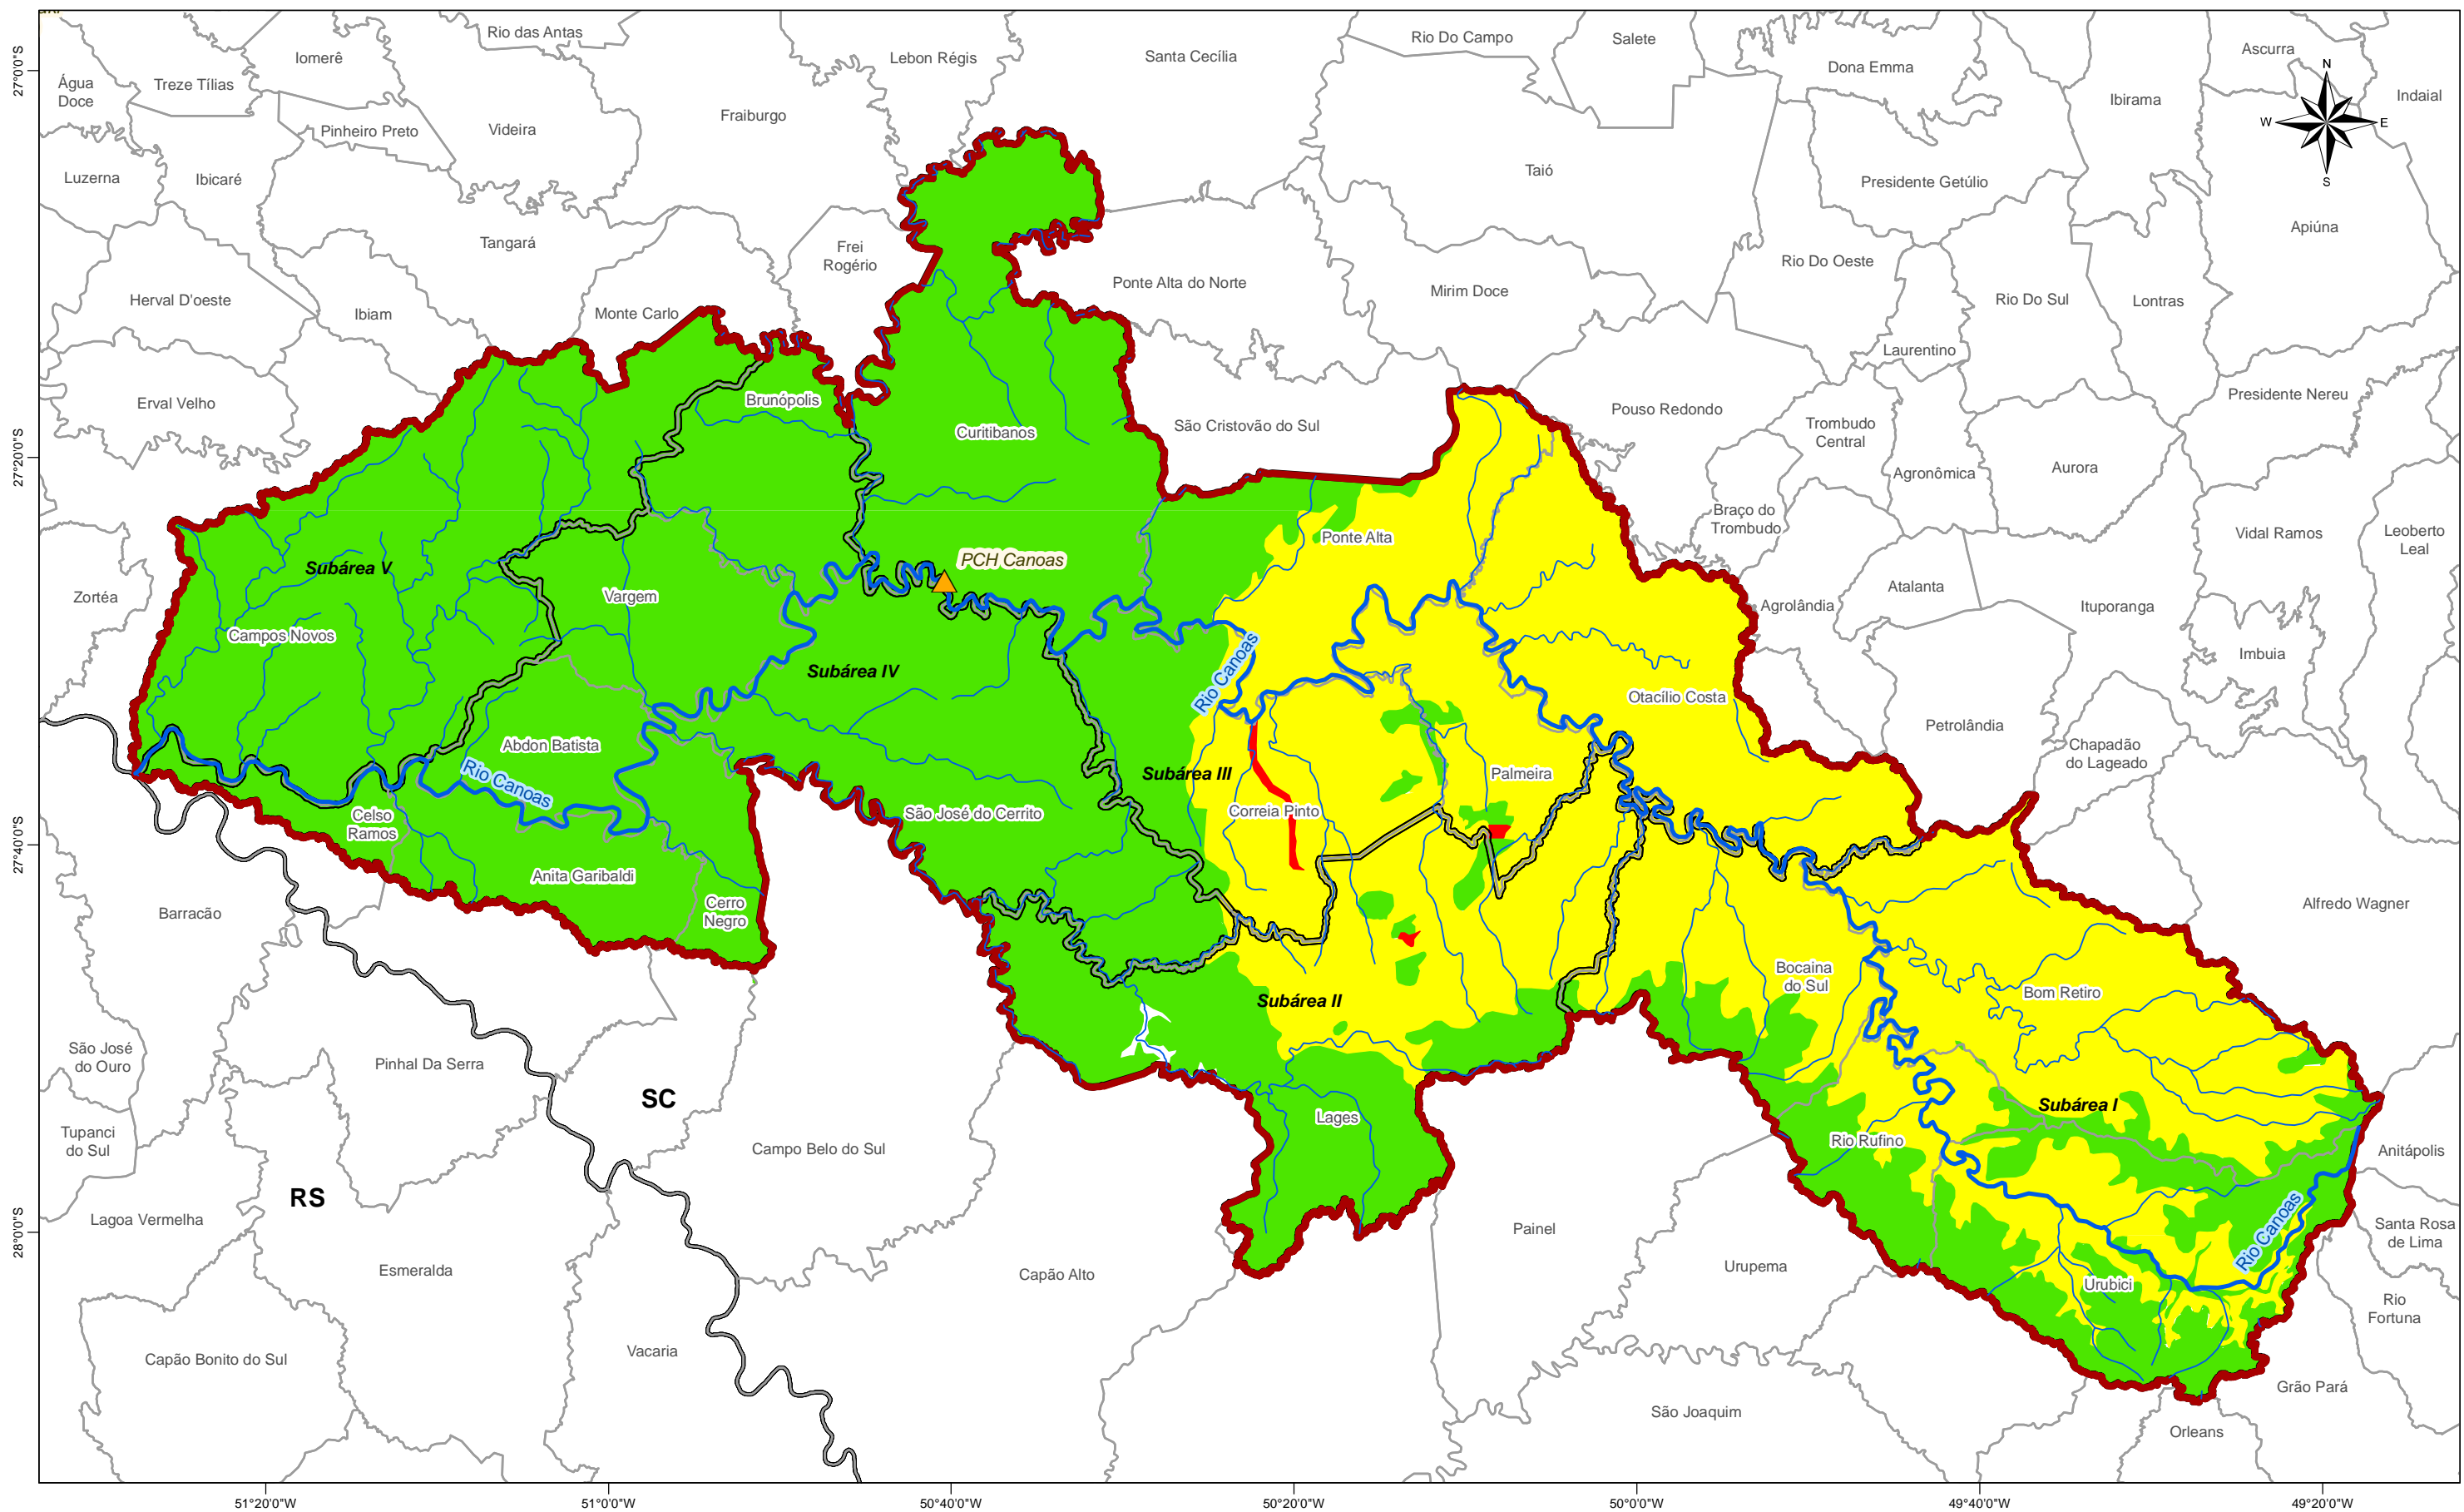 Rio das Antas
Iomerê
Lebon Régis
Santa Cecília
Rio Do Campo
Salete
Ascurra
27°0'0"S
Água
Doce
Treze Tílias
Dona Emma
N
Ibirama
Indaial
Fraiburgo
Pinheiro Preto
Videira
W
E
Luzerna
Ibicaré
Taió
Presidente Getúlio
S
Apiúna
Tangará
Frei
Rogério
Ponte Alta do Norte
Mirim Doce
Rio Do Oeste
Rio Do Sul
Lontras
Herval D'oeste
Ibiam
Monte Carlo
Laurentino
Erval Velho
Brunópolis
Curitibanos
São Cristovão do Sul
Pouso Redondo
Trombudo
Central
Presidente Nereu
27°20'0"S
Agronômica
Aurora
Braço do
Trombudo
Ponte Alta
Vidal Ramos
Leoberto
Leal
PCH Canoas
Subárea V
Zortéa
Vargem
Agrolândia
Atalanta
Ituporanga
Campos Novos
Subárea IV
Rio Canoas
Imbuia
Otacílio Costa
Petrolândia
Chapadão
do Lageado
Abdon Batista
Rio Canoas
Subárea III
Palmeira
Celso
Ramos
São José do Cerrito
Correia Pinto
27°40'0"S
Anita Garibaldi
Cerro
Negro
Barracão
Alfredo Wagner
Bocaina
do Sul
Bom Retiro
Subárea II
São José
do Ouro
Pinhal Da Serra
SC
Subárea I
Tupanci
do Sul
Campo Belo do Sul
Lages
Rio Rufino
Anitápolis
RS
Lagoa Vermelha
Painel
Rio Canoas
Santa Rosa
de Lima
28°0'0"S
Esmeralda
Capão Alto
Urupema
Urubici
Rio
Fortuna
Capão Bonito do Sul
Vacaria
Grão Pará
São Joaquim
Orleans
51°20'0"W
51°0'0"W
50°40'0"W
50°20'0"W
50°0'0"W
49°40'0"W
49°20'0"W